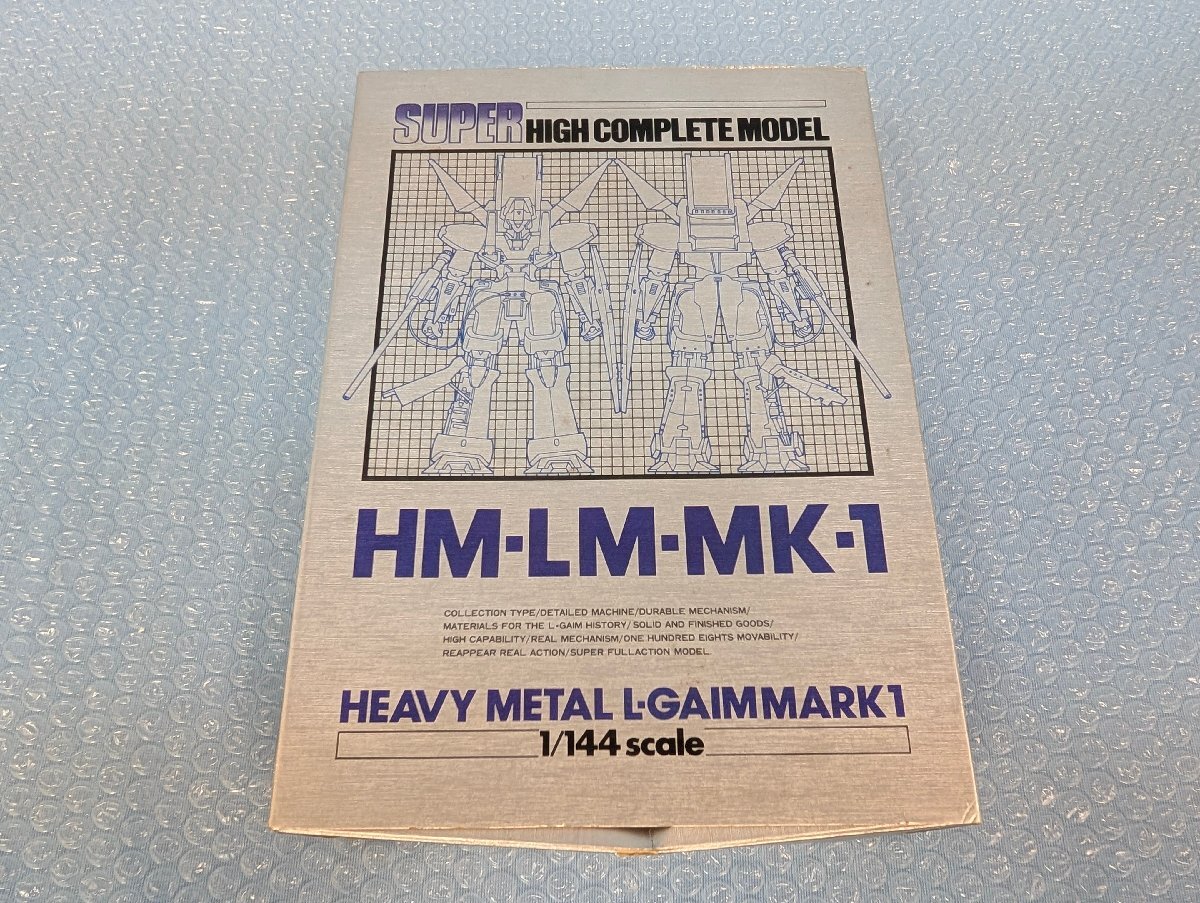 SUPER HIGH COMPLETE MODEL
HM·LM·MK·1
COLLECTION TYPE/DETAILED MACHINE/DURABLE MECHANISM/
MATERIALS FOR THE L·GAIM HISTORY/SOLID AND FINISHED GOODS/
HIGH CAPABILITY/REAL MECHANISM/ONE HUNDRED EIGHTS MOVABILITY/
REAPPEAR REAL ACTION/SUPER FULLACTION MODEL.
HEAVY METAL L·GAIMMARK1
1/144 scale